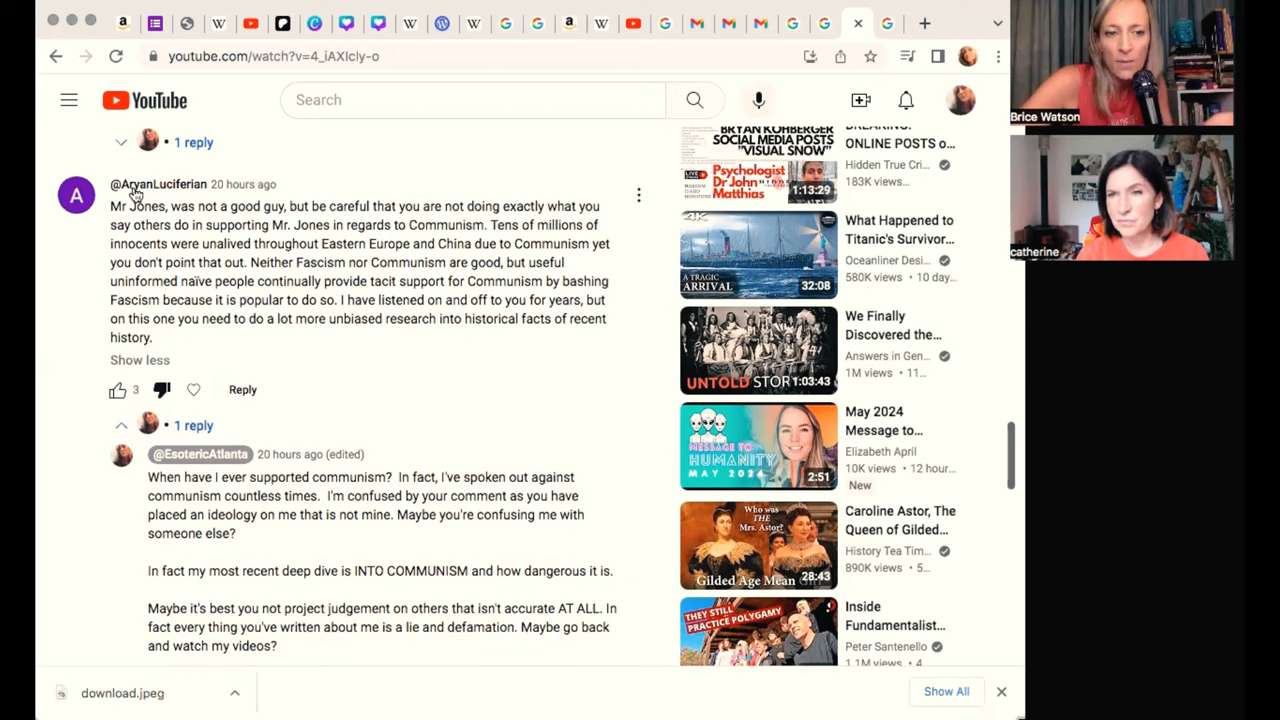 youtube.com/watch?v=4_iAXIcly-o
YouTube
Search
1 reply
@AryanLuciferian 20 hours ago
Mr Jones, was not a good guy, but be careful that you are not doing exactly what you
say others do in supporting Mr. Jones in regards to Communism. Tens of millions of
innocents were unalived throughout Eastern Europe and China due to Communism yet
you don't point that out. Neither Fascism or Communism are good, but useful
uninformed naïve people continually provide tacit support for Communism by bashing
Fascism because it is popular to do so. I have listened on and off to you for years, but
on this one you need to do a lot more unbiased research into historical facts of recent
history.
Show less
3
Reply
1 reply
@EsotericAtlanta 20 hours ago (edited)
When have I ever supported communism? In fact, I've spoken out against
communism countless times. I'm confused by your comment as you have
placed an ideology on me that is not mine. Maybe you're confusing me with
someone else?
In fact my most recent deep dive is INTO COMMUNISM and how dangerous it is.
Maybe it's best you not project judgement on others that isn't accurate AT ALL. In
fact every thing you've written about me is a lie and defamation. Maybe go back
and watch my videos?
BRYAN KOHBERGER
SOCIAL MEDIA POSTS
"VISUAL SNOW"
LIVE
Psychologist
Dr John
Matthias
1:13:29
BREAKING:
ONLINE POSTS o...
Hidden True Cri...
183K views
4K
A TRAGIC
ARRIVAL
32:08
What Happened to
Titanic's Survivor...
Oceanliner Desi...
580K views • 10 day...
UNTOLD STOR
1:03:43
We Finally
Discovered the...
Answers in Gen...
1M views • 11...
MESSAGE TO
HUMANITY
MAY 2024
2:51
May 2024
Message to...
Elizabeth April
10K views • 12 hour...
New
Who was
THE
Mrs. Astor?
Gilded Age Mean Girl
28:43
Caroline Astor, The
Queen of Gilded...
History Tea Tim...
890K views • 5...
THEY STILL
PRACTICE POLYGAMY
Inside
Fundamentalist...
Peter Santenello
1.1M views • 4
download.jpeg
Show All
Brice Watson
catherine